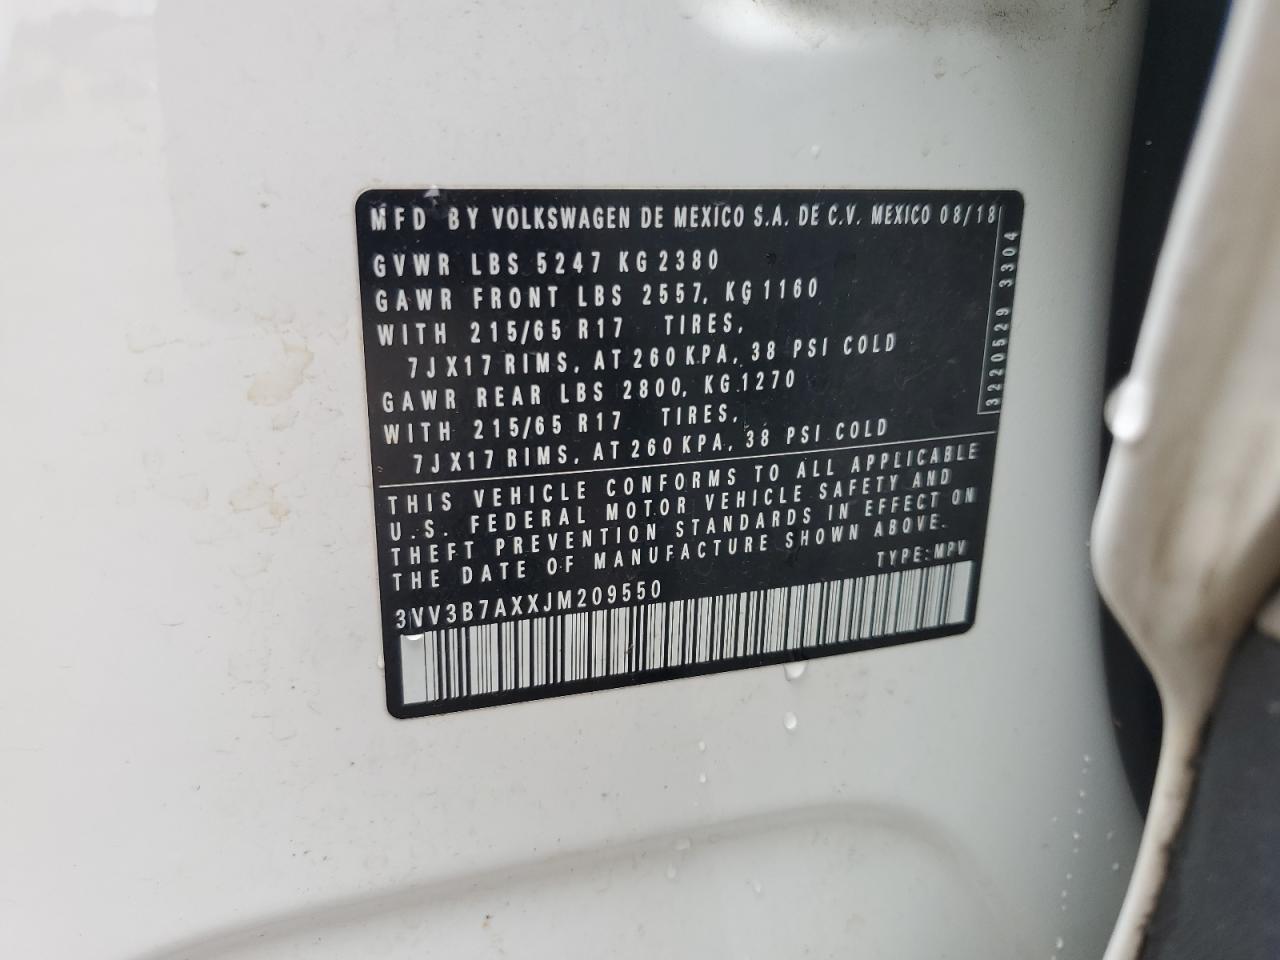 MFD BY VOLKSWAGEN DE MEXICO S.A. DE C.V. MEXICO 08/18
GVWR LBS 5247 KG 2380
GAWR FRONT LBS 2557, KG 1160
WITH 215/65 R17 TIRES,
7JX17 RIMS, AT 260 KPA, 38 PSI COLD
GAWR REAR LBS 2800, KG 1270
WITH 215/65 R17 TIRES,
7JX17 RIMS, AT 260 KPA, 38 PSI COLD
3220529 3304
THIS VEHICLE CONFORMS TO ALL APPLICABLE
U.S. FEDERAL MOTOR VEHICLE SAFETY AND
THEFT PREVENTION STANDARDS IN EFFECT ON
THE DATE OF MANUFACTURE SHOWN ABOVE.
TYPE: MPV
3VV3B7AXXJM209550